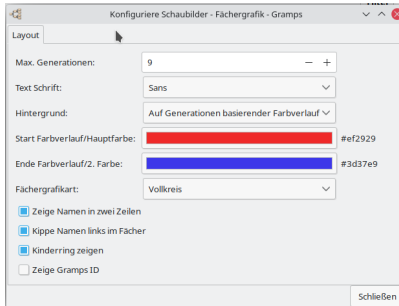 Konfiguriere Schaubilder - Fächergrafik - Gramps
Layout
Max. Generationen: 9 − +
Text Schrift: Sans
Hintergrund: Auf Generationen basierender Farbverlauf
Start Farbverlauf/Hauptfarbe: #ef2929
Ende Farbverlauf/2. Farbe: #3d37e9
Fächergrafikart: Vollkreis
Zeige Namen in zwei Zeilen
Kippe Namen links im Fächer
Kinderring zeigen
Zeige Gramps ID
Schließen